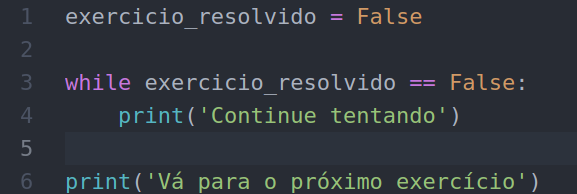 1 exercicio_resolvido = False
2
3 while exercicio_resolvido == False:
4     print('Continue tentando')
5
6 print('Vá para o próximo exercício')